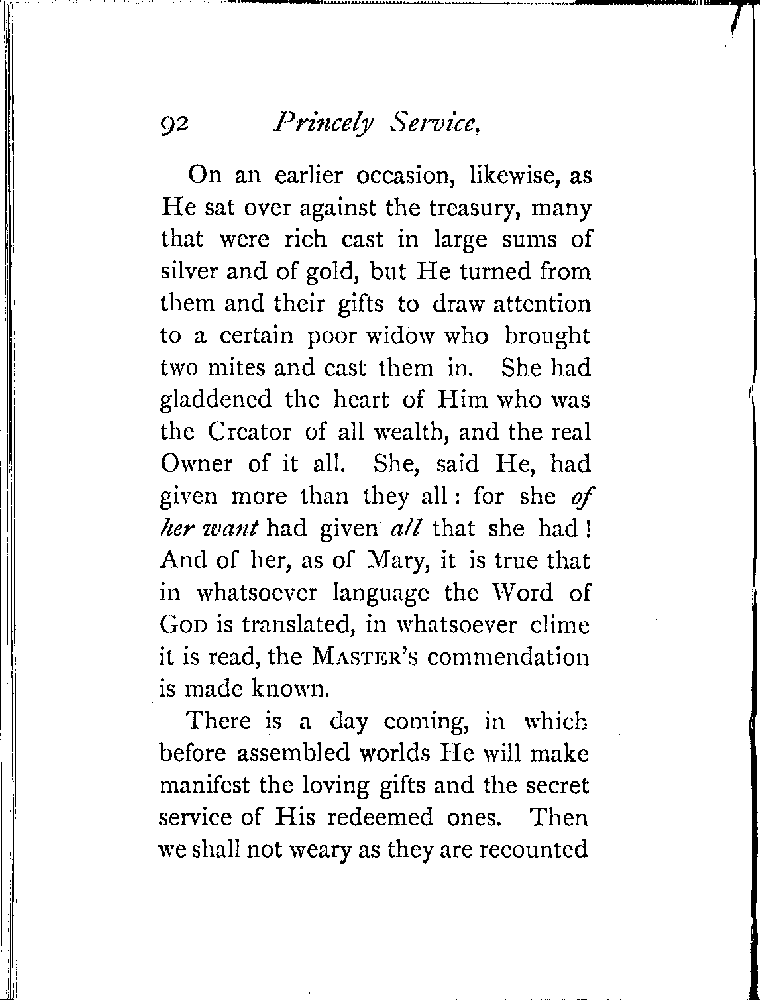 92 Princely Service.
On an earlier occasion, likewise, as
He sat over against the treasury, many
that were rich cast in large sums of
silver and of gold, but He turned from
them and their gifts to draw attention
to a certain poor widow who brought
two mites and cast them in. She had
gladdened the heart of Him who was
the Creator of all wealth, and the real
Owner of it all. She, said He, had
given more than they all : for she of
her want had given all that she had !
And of her, as of Mary, it is true that
in whatsoever language the Word of
GOD is translated, in whatsoever clime
it is read, the MASTER'S commendation
is made known.
There is a day coming, in which
before assembled worlds He will make
manifest the loving gifts and the secret
service of His redeemed ones. Then
we shall not weary as they are recounted